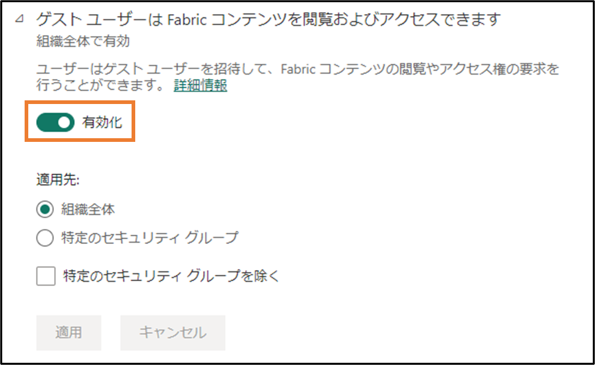 ゲスト ユーザーは Fabric コンテンツを閲覧およびアクセスできます
組織全体で有効
ユーザーはゲスト ユーザーを招待して、Fabric コンテンツの閲覧やアクセス権の要求を
行うことができます。 詳細情報
有効化
適用先:
組織全体
特定のセキュリティ グループ
特定のセキュリティ グループを除く
適用
キャンセル